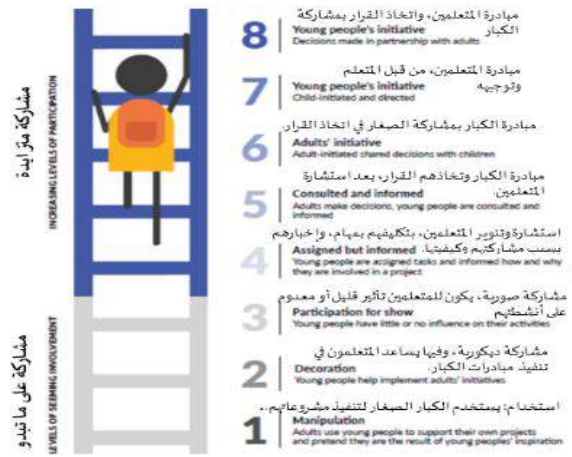 مبادرة المتعلمين، واتخاذ القرار بمشاركة
الكبار
8
Young people's initiative
Decisions made in partnership with adults
مبادرة المتعلمين، من قبل المتعلم
وتوجيهه
7
Young people's initiative
Child-initiated and directed
مبادرة الكبار بمشاركة الصغار في اتخاذ القرار.
6
Adults' initiative
Adult-initiated shared decisions with children
مبادرة الكبار وتخاذهم القرار، بعد استشارة
المتعلمين.
5
Consulted and informed
Adults make decisions, young people are consulted and
informed
استشارة وتنوير المتعلمين، بتكليفهم بمهام، وإخبارهم
بسبب مشاركتهم وكيفيتها.
4
Assigned but informed
Young people are assigned tasks and informed how and why
they are involved in a project
مشاركة صورية، يكون للمتعلمين تأثير قليل أو معدوم
على أنشطتهم
3
Participation for show
Young people have little or no influence on their activities
مشاركة ديكورية، وفيها يساعد المتعلمون في
تنفيذ مبادرات الكبار.
2
Decoration
Young people help implement adults' initiatives
استخدام: يستخدم الكبار الصغار لتنفيذ مشروعاتهم..
1
Manipulation
Adults use young people to support their own projects
and pretend they are the result of young peoples' inspiration
مشاركة متزايدة
INCREASING LEVELS OF PARTICIPATION
مشاركة على ما تبدو
LEVELS OF SEEMING INVOLVEMENT